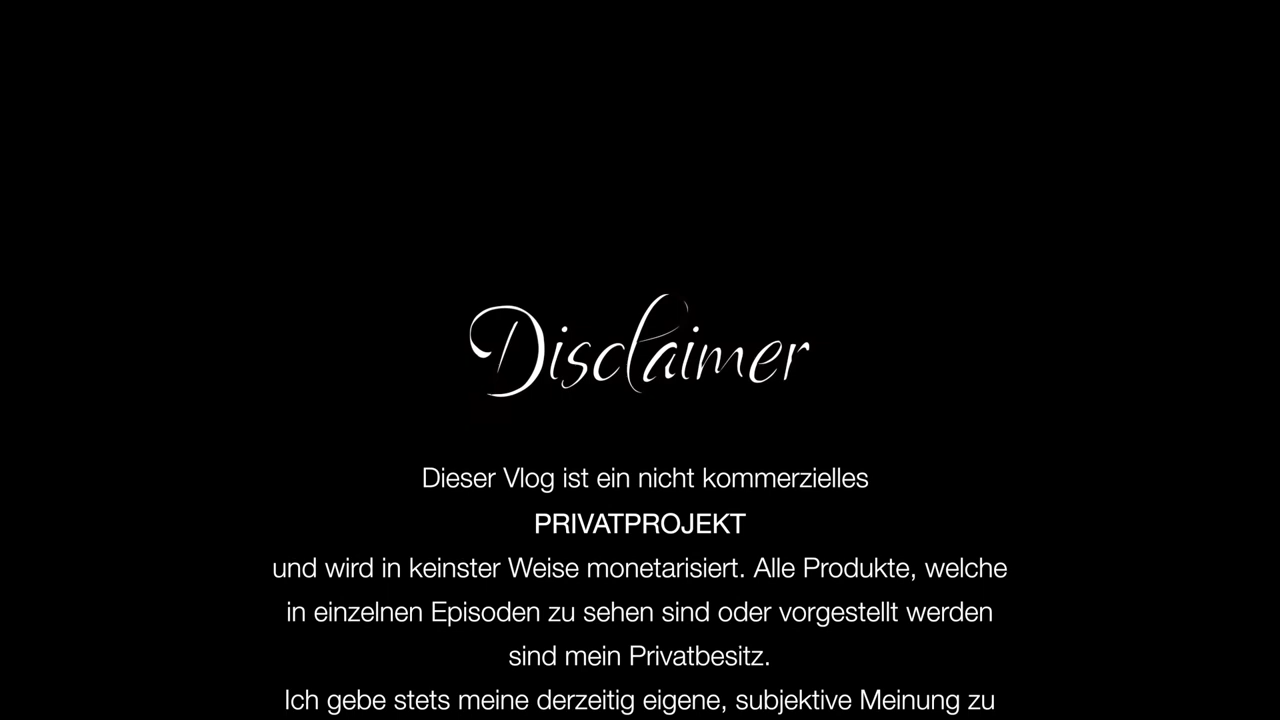 Disclaimer
Dieser Vlog ist ein nicht kommerzielles
PRIVATPROJEKT
und wird in keinster Weise monetarisiert. Alle Produkte, welche
in einzelnen Episoden zu sehen sind oder vorgestellt werden
sind mein Privatbesitz.
Ich gebe stets meine derzeitig eigene, subjektive Meinung zu